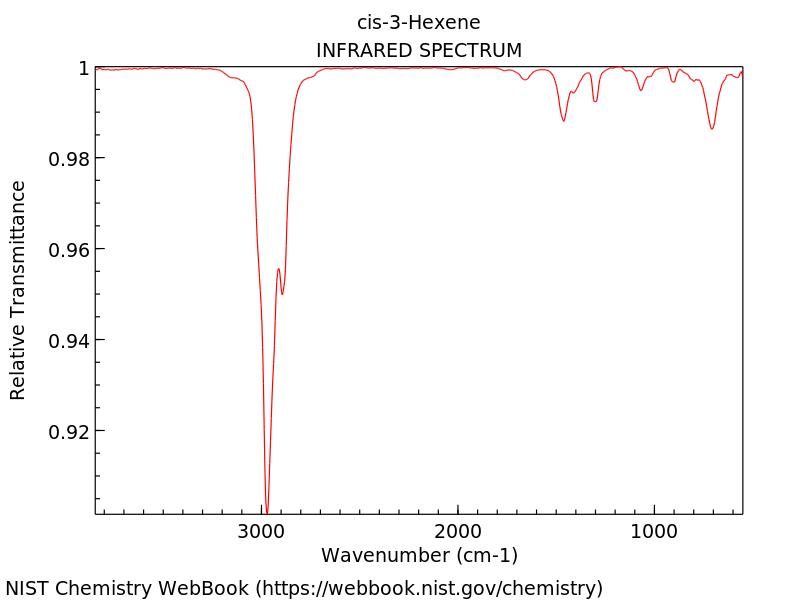 cis-3-Hexene
INFRARED SPECTRUM
1
0.98
0.96
0.94
0.92
Relative Transmittance
3000 2000 1000
Wavenumber (cm-1)
NIST Chemistry WebBook (https://webbook.nist.gov/chemistry)